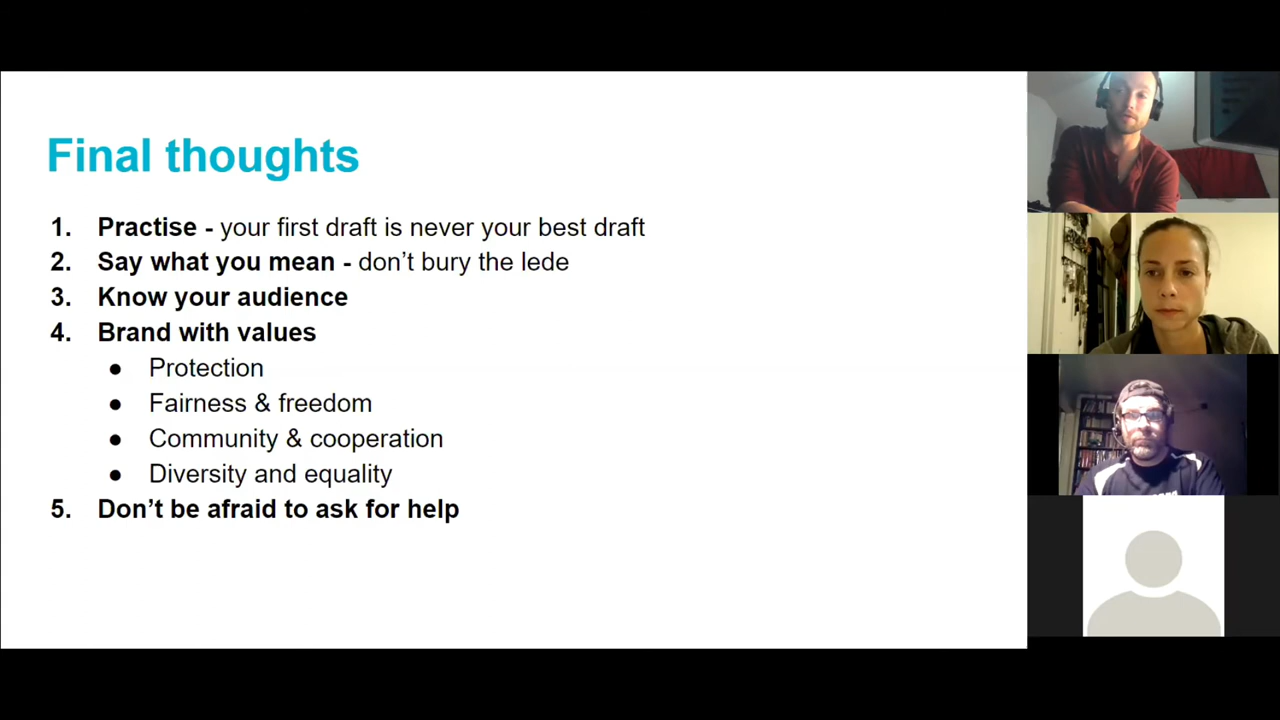 Final thoughts
1. Practise - your first draft is never your best draft
2. Say what you mean - don’t bury the lede
3. Know your audience
4. Brand with values
● Protection
● Fairness & freedom
● Community & cooperation
● Diversity and equality
5. Don’t be afraid to ask for help